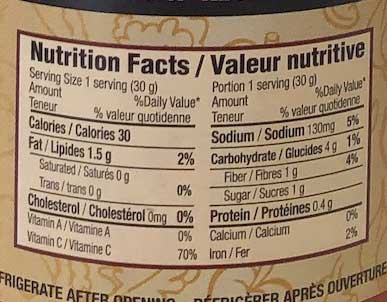 Nutrition Facts / Valeur nutritive
Serving Size 1 serving (30 g)
Amount %Daily Value*
Teneur % valeur quotidienne
Calories / Calories 30
Fat / Lipides 1.5 g 2%
Saturated / Saturés 0 g
Trans / trans 0 g 0%
Cholesterol / Cholestérol 0mg 0%
Vitamin A / Vitamine A 0%
Vitamin C / Vitamine C 70%
Portion 1 serving (30 g)
Amount %Daily Value*
Teneur % valeur quotidienne
Sodium / Sodium 130mg 5%
Carbohydrate / Glucides 4 g 1%
Fiber / Fibres 1 g 4%
Sugar / Sucres 1 g
Protein / Protéines 0.4 g
Calcium / Calcium 0%
Iron / Fer 2%
FRIGERATE AFTER OPENING RÉFRIGÉRER APRÈS OUVERTURE